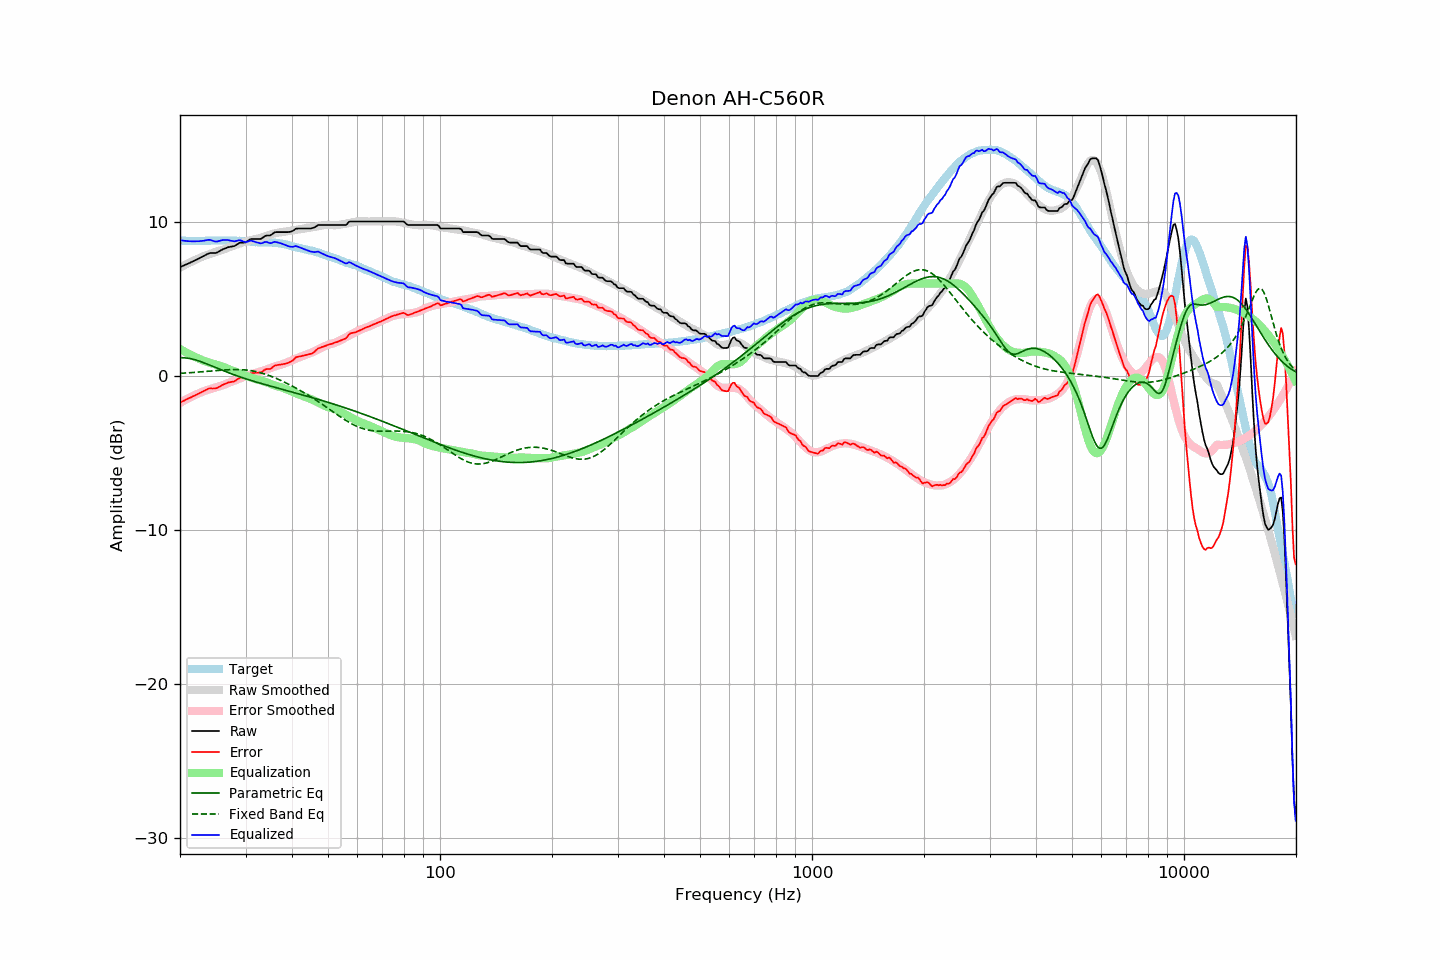 Denon AH-C560R
Amplitude (dBr)
10
0
−10
−20
−30
Target
Raw Smoothed
Error Smoothed
Raw
Error
Equalization
Parametric Eq
Fixed Band Eq
Equalized
100
1000
10000
Frequency (Hz)